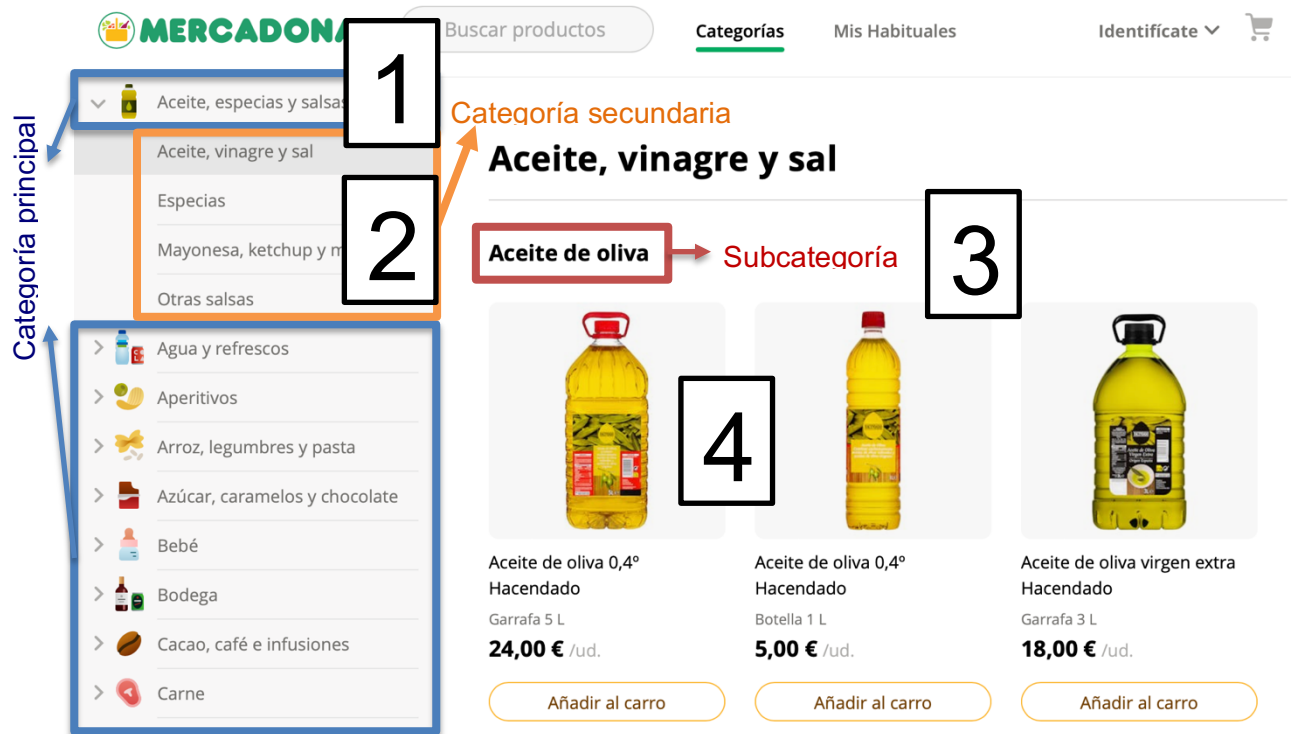 MERCADONA
Buscar productos
Categorías
Mis Habituales
Identifícate
1
Categoría principal
Aceite, especias y salsas
Aceite, vinagre y sal
Especias
Mayonesa, ketchup y m
Otras salsas
2
Agua y refrescos
Aperitivos
Arroz, legumbres y pasta
Azúcar, caramelos y chocolate
Bebé
Bodega
Cacao, café e infusiones
Carne
Categoría secundaria
Aceite, vinagre y sal
Aceite de oliva
Subcategoría
3
4
Aceite de oliva 0,4º
Hacendado
Garrafa 5 L
24,00 € /ud.
Añadir al carro
Aceite de oliva 0,4º
Hacendado
Botella 1 L
5,00 € /ud.
Añadir al carro
Aceite de oliva virgen extra
Hacendado
Garrafa 3 L
18,00 € /ud.
Añadir al carro